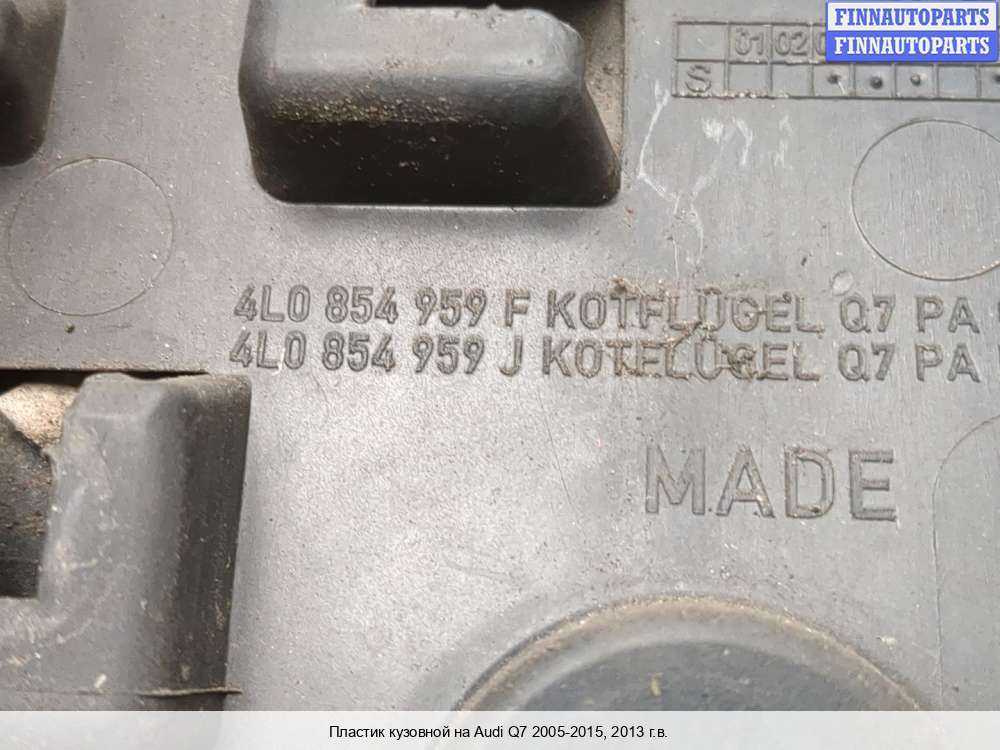 FINNAUTOPARTS
FINNAUTOPARTS
01 02
S
4L0 854 959 F KOTFLÜGEL Q7 PA
4L0 854 959 J KOTFLÜGEL Q7 PA
MADE
Пластик кузовной на Audi Q7 2005-2015, 2013 г.в.